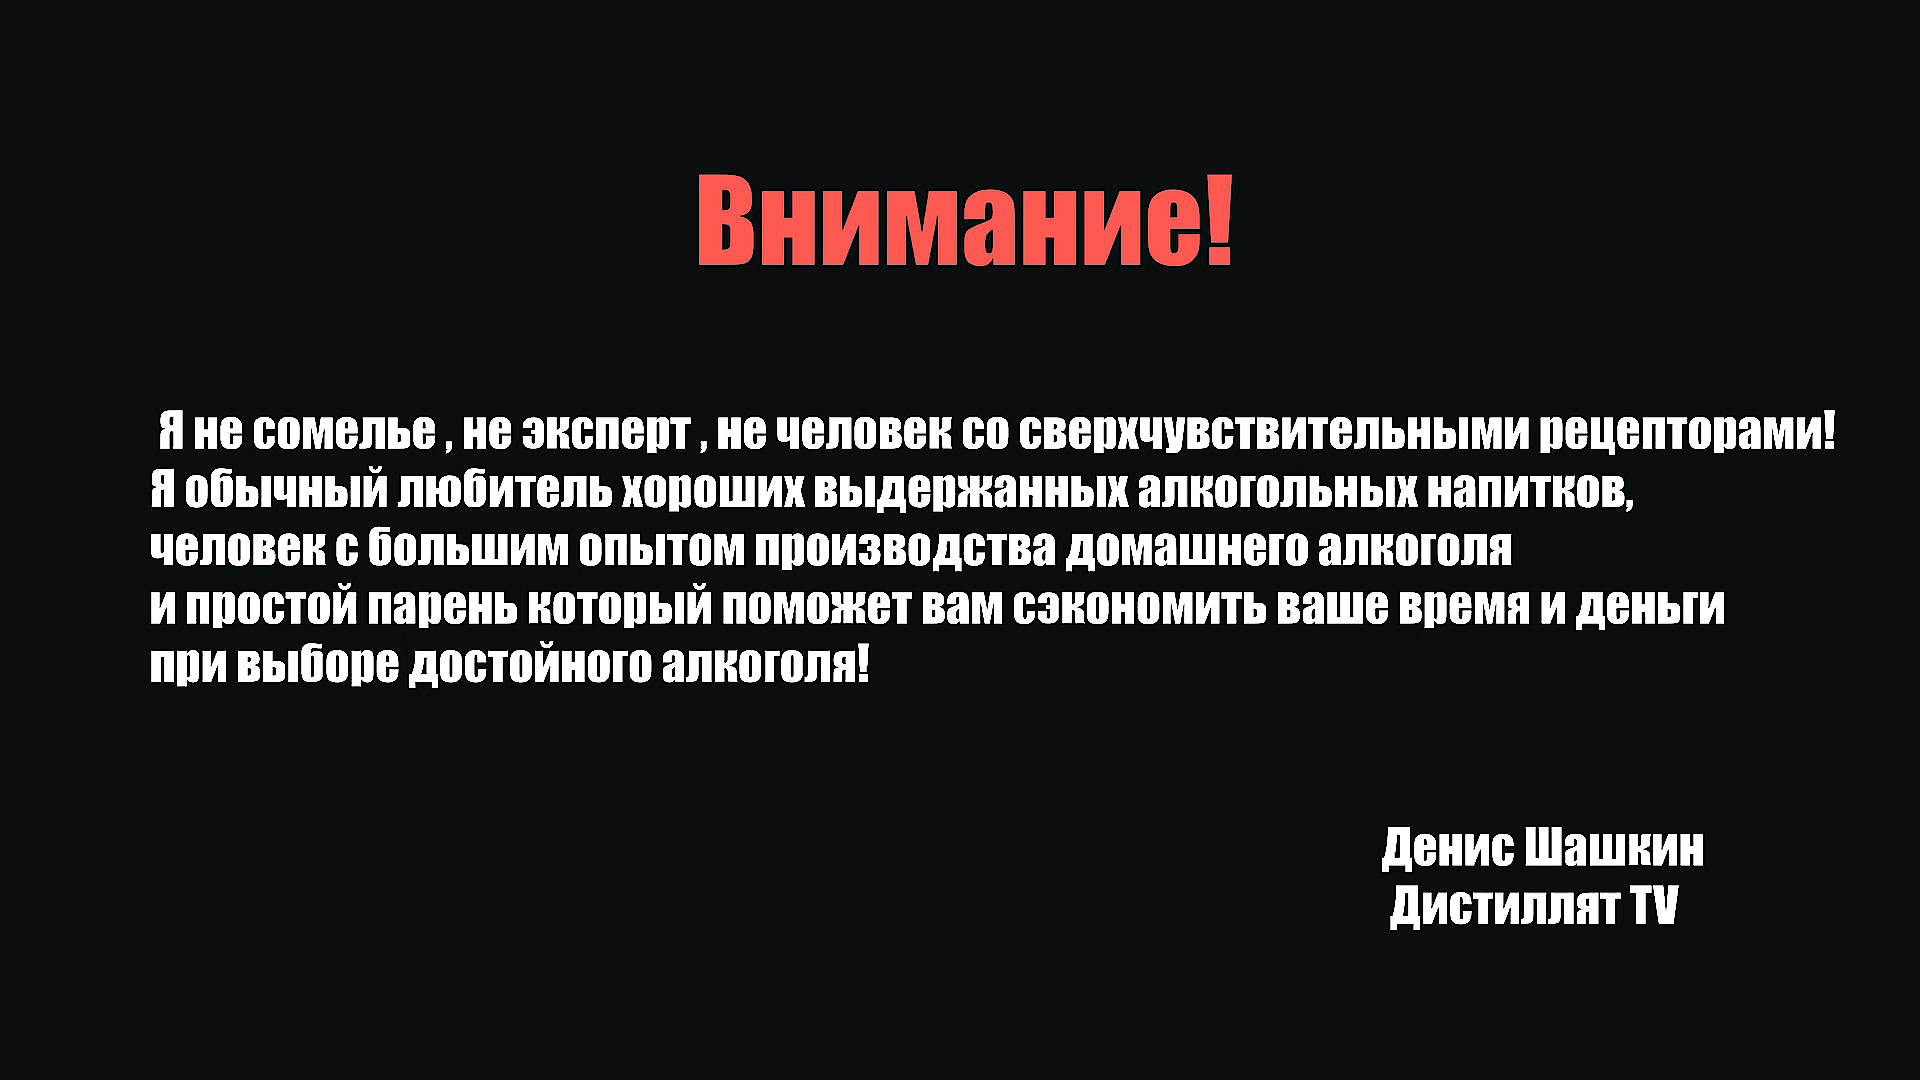 Внимание!
Я не сомелье , не эксперт , не человек со сверхчувствительными рецепторами!
Я обычный любитель хороших выдержанных алкогольных напитков,
человек с большим опытом производства домашнего алкоголя
и простой парень который поможет вам сэкономить ваше время и деньги
при выборе достойного алкоголя!
Денис Шашкин
Дистиллят TV